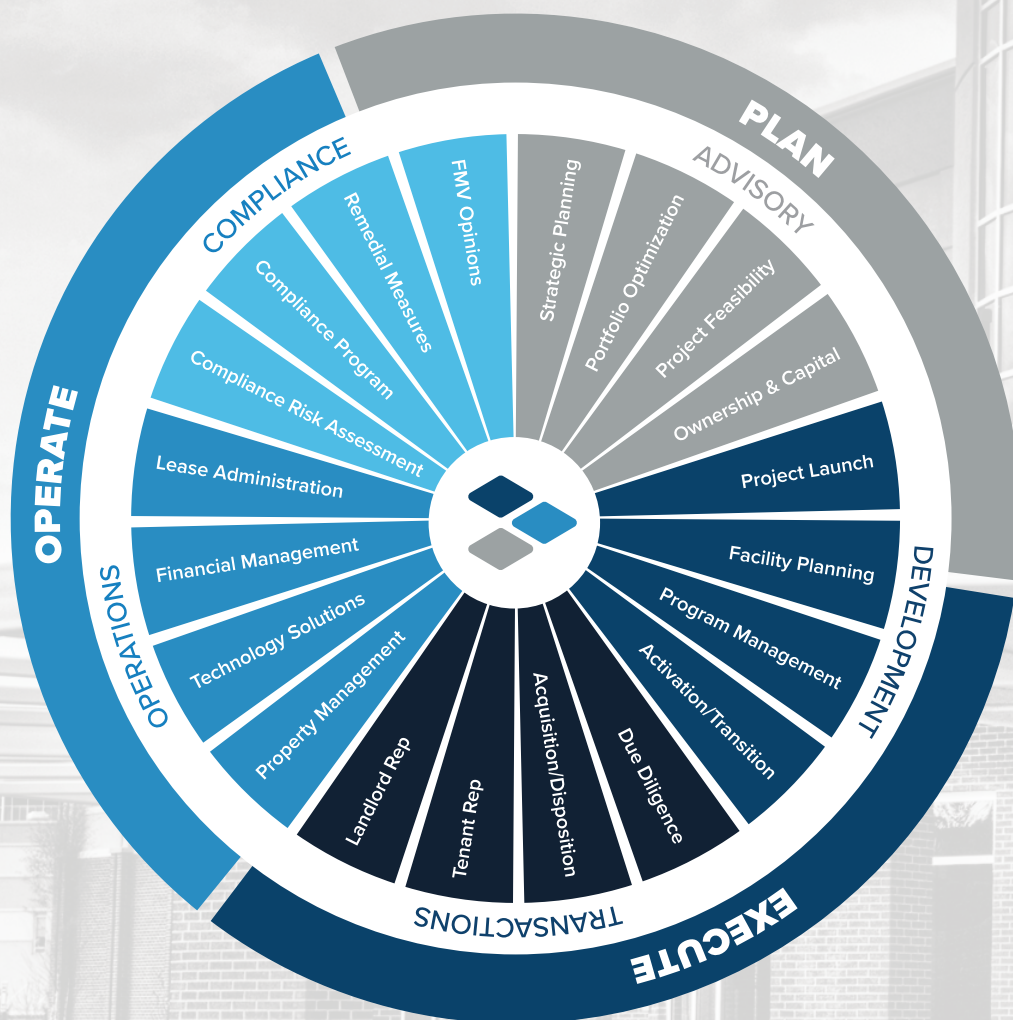 PLAN
ADVISORY
Strategic Planning
Portfolio Optimization
Project Feasibility
Ownership & Capital
EXECUTE
DEVELOPMENT
Project Launch
Facility Planning
Program Management
Activation/Transition
TRANSACTIONS
Due Diligence
Acquisition/Disposition
Tenant Rep
Landlord Rep
OPERATE
OPERATIONS
Property Management
Technology Solutions
Financial Management
Lease Administration
COMPLIANCE
Compliance Risk Assessment
Compliance Program
Remedial Measures
FMV Opinions